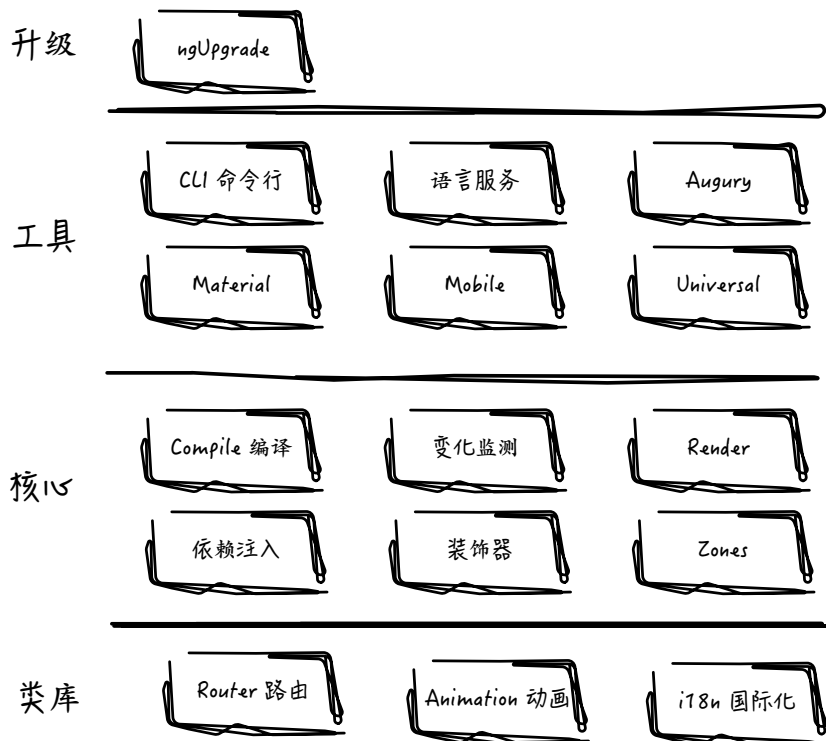 升级
ngUpgrade
工具
CLI 命令行
语言服务
Augury
Material
Mobile
Universal
核心
Compile 编译
变化监测
Render
依赖注入
装饰器
Zones
类库
Router 路由
Animation 动画
i18n 国际化